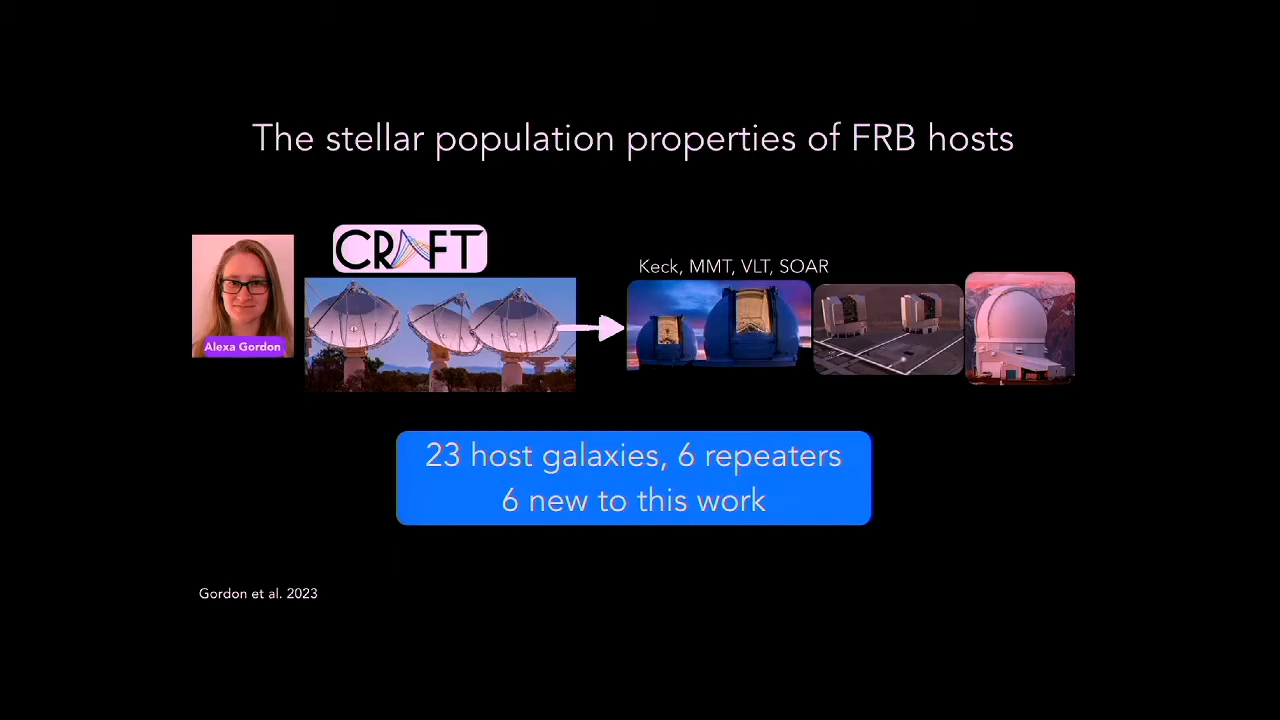 The stellar population properties of FRB hosts
CRAFT
Keck, MMT, VLT, SOAR
Alexa Gordon
23 host galaxies, 6 repeaters
6 new to this work
Gordon et al. 2023